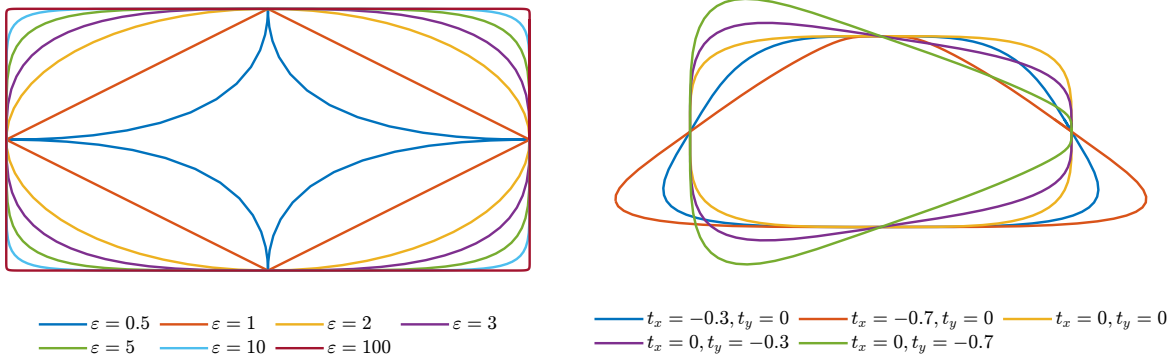 ε = 0.5 ε = 1 ε = 2 ε = 3
ε = 5 ε = 10 ε = 100
t_x = −0.3, t_y = 0 t_x = −0.7, t_y = 0 t_x = 0, t_y = 0
t_x = 0, t_y = −0.3 t_x = 0, t_y = −0.7